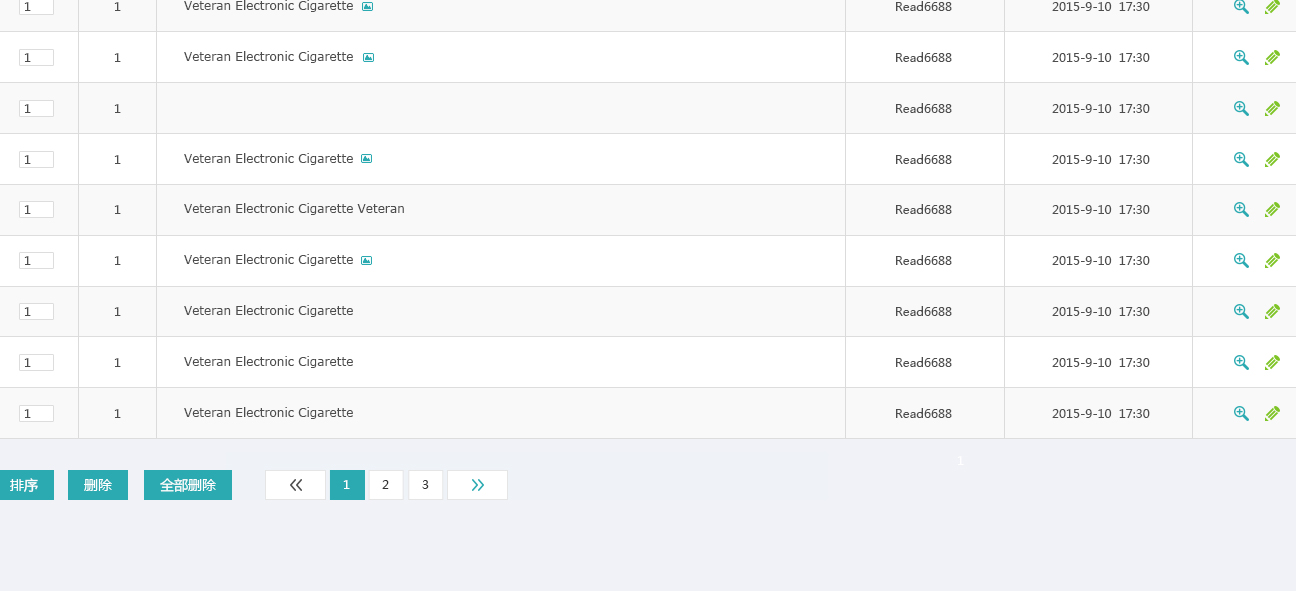 1 1 Veteran Electronic Cigarette Read6688 2015-9-10 17:30
1 1 Veteran Electronic Cigarette Read6688 2015-9-10 17:30
1 1 Read6688 2015-9-10 17:30
1 1 Veteran Electronic Cigarette Read6688 2015-9-10 17:30
1 1 Veteran Electronic Cigarette Veteran Read6688 2015-9-10 17:30
1 1 Veteran Electronic Cigarette Read6688 2015-9-10 17:30
1 1 Veteran Electronic Cigarette Read6688 2015-9-10 17:30
1 1 Veteran Electronic Cigarette Read6688 2015-9-10 17:30
1 1 Veteran Electronic Cigarette Read6688 2015-9-10 17:30
1
排序 删除 全部删除 « 1 2 3 »